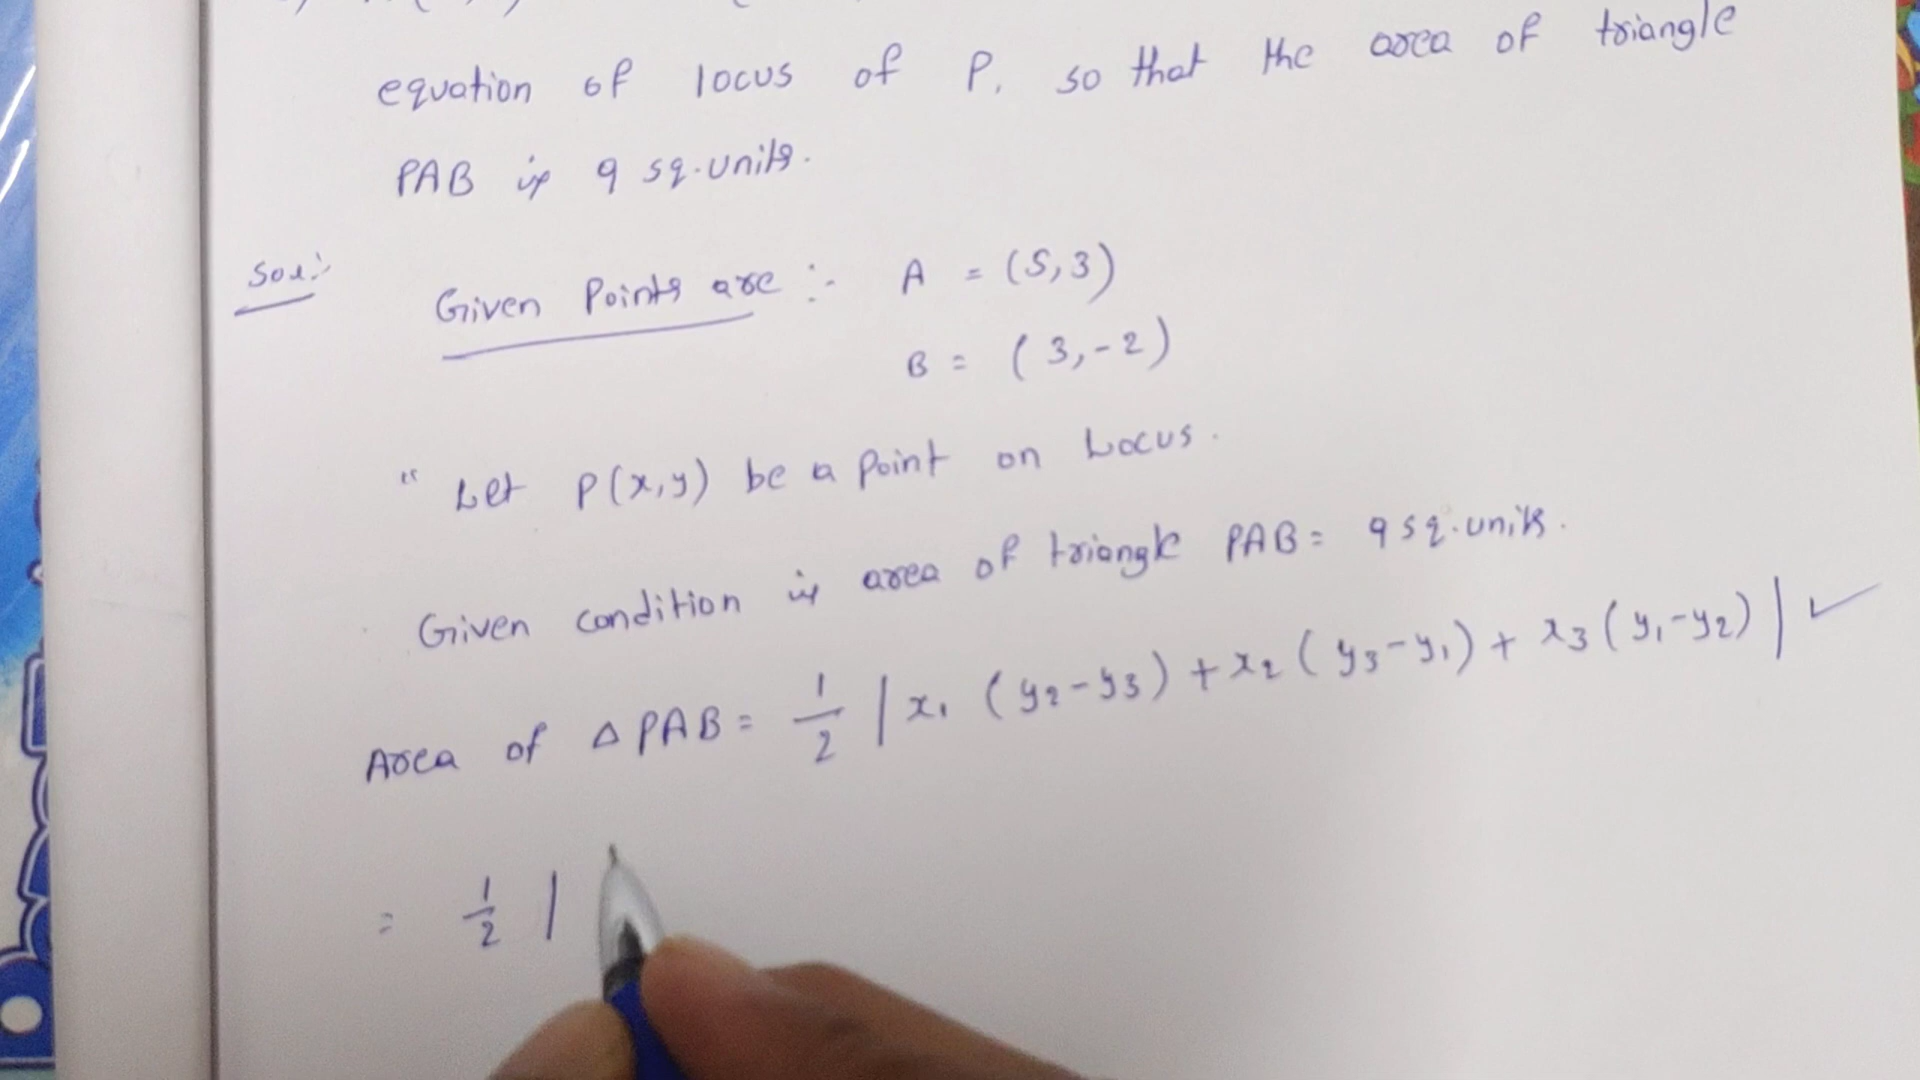 equation of locus of P, so that the area of triangle
PAB is 9 sq.units.
Sol:-
Given Points are :- A = (5,3)
B = (3,-2)
" Let P(x,y) be a point on Locus.
Given condition is area of triangle PAB = 9 sq.units.
Area of △PAB = 1/2 | x₁ (y₂-y₃) + x₂ (y₃-y₁) + x₃ (y₁-y₂) | ✓
= 1/2 |